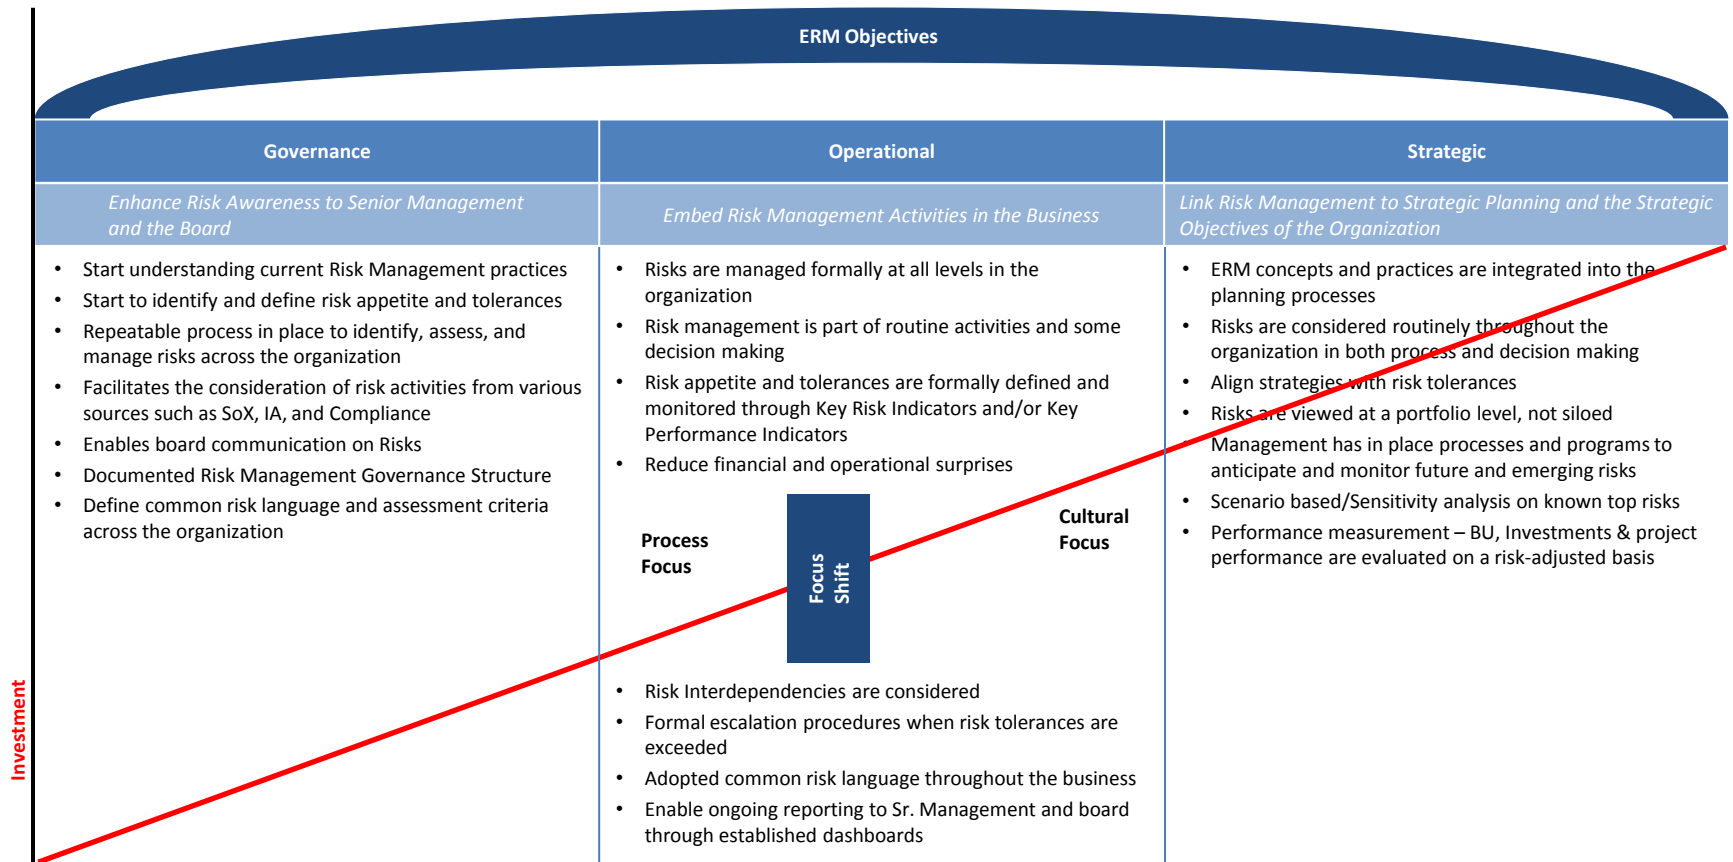 ERM Objectives
Governance
Operational
Strategic
Enhance Risk Awareness to Senior Management
and the Board
Embed Risk Management Activities in the Business
Link Risk Management to Strategic Planning and the Strategic
Objectives of the Organization
• Start understanding current Risk Management practices
• Start to identify and define risk appetite and tolerances
• Repeatable process in place to identify, assess, and
manage risks across the organization
• Facilitates the consideration of risk activities from various
sources such as SoX, IA, and Compliance
• Enables board communication on Risks
• Documented Risk Management Governance Structure
• Define common risk language and assessment criteria
across the organization
• Risks are managed formally at all levels in the
organization
• Risk management is part of routine activities and some
decision making
• Risk appetite and tolerances are formally defined and
monitored through Key Risk Indicators and/or Key
Performance Indicators
• Reduce financial and operational surprises
Process
Focus
Focus
Shift
Cultural
Focus
• Risk Interdependencies are considered
• Formal escalation procedures when risk tolerances are
exceeded
• Adopted common risk language throughout the business
• Enable ongoing reporting to Sr. Management and board
through established dashboards
• ERM concepts and practices are integrated into the
planning processes
• Risks are considered routinely throughout the
organization in both process and decision making
• Align strategies with risk tolerances
• Risks are viewed at a portfolio level, not siloed
• Management has in place processes and programs to
anticipate and monitor future and emerging risks
• Scenario based/Sensitivity analysis on known top risks
• Performance measurement – BU, Investments & project
performance are evaluated on a risk-adjusted basis
Investment